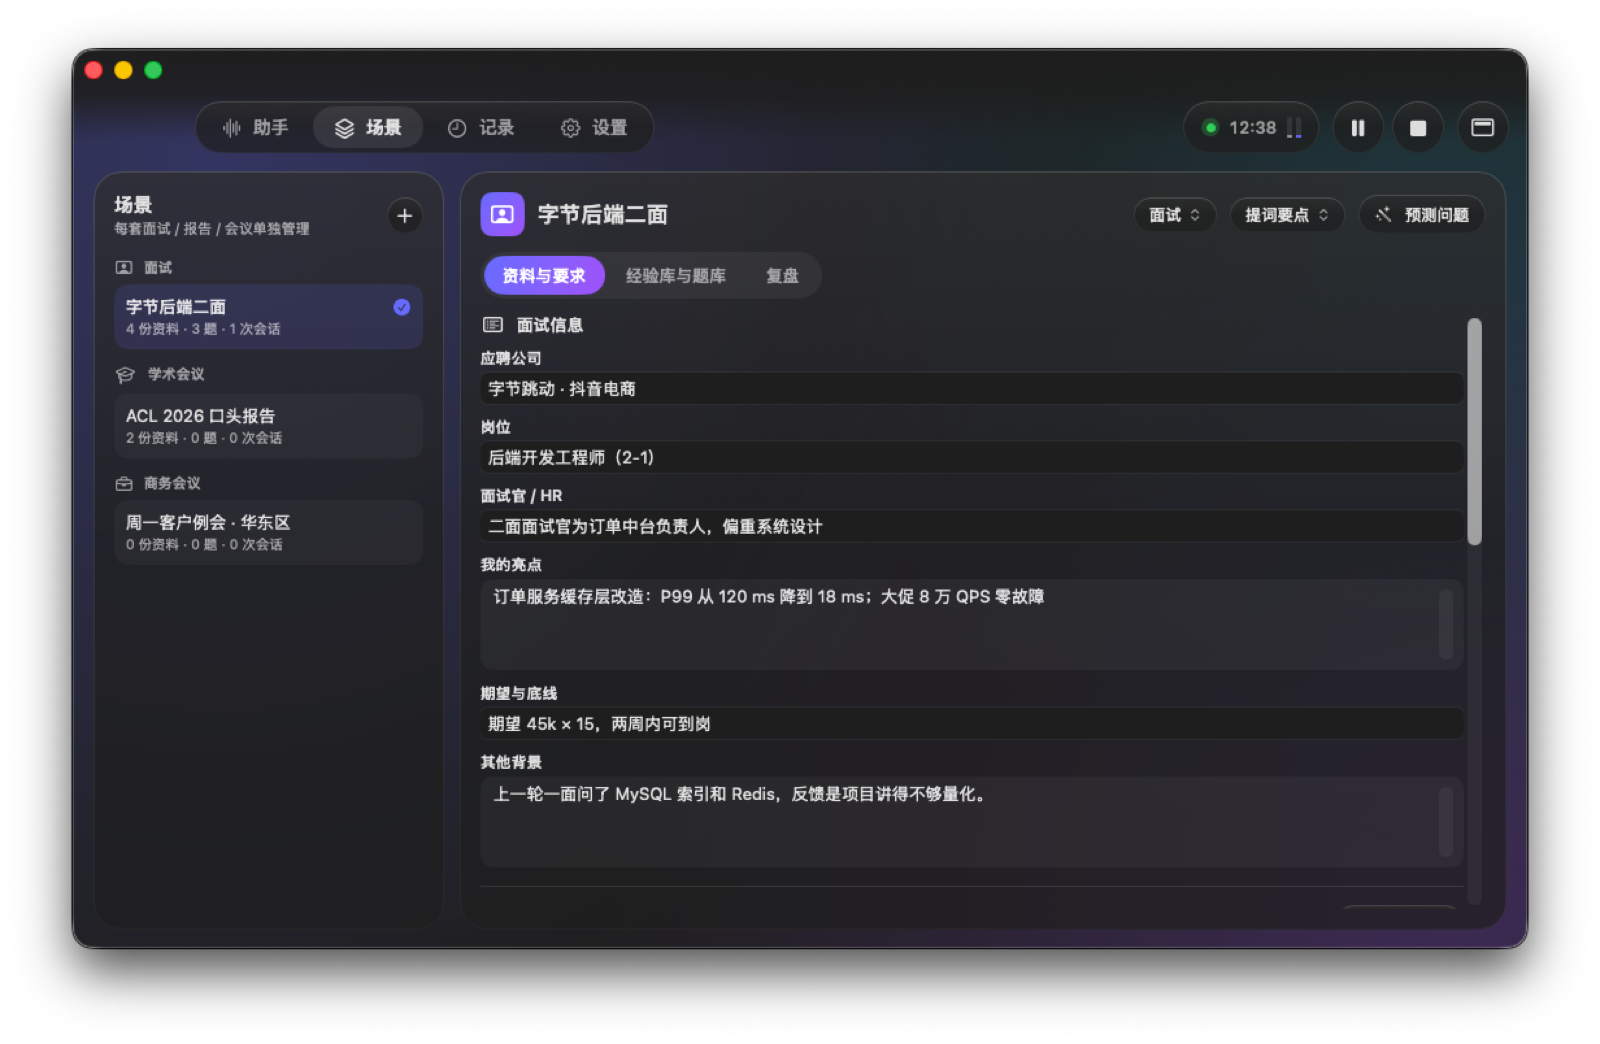 助手
场景
记录
设置
12:38
场景
每套面试 / 报告 / 会议单独管理
面试
字节后端二面
4 份资料 · 3 题 · 1 次会话
学术会议
ACL 2026 口头报告
2 份资料 · 0 题 · 0 次会话
商务会议
周一客户例会 · 华东区
0 份资料 · 0 题 · 0 次会话
字节后端二面
面试
提词要点
预测问题
资料与要求
经验库与题库
复盘
面试信息
应聘公司
字节跳动 · 抖音电商
岗位
后端开发工程师（2-1）
面试官 / HR
二面面试官为订单中台负责人，偏重系统设计
我的亮点
订单服务缓存层改造：P99 从 120 ms 降到 18 ms；大促 8 万 QPS 零故障
期望与底线
期望 45k × 15，两周内可到岗
其他背景
上一轮一面问了 MySQL 索引和 Redis，反馈是项目讲得不够量化。